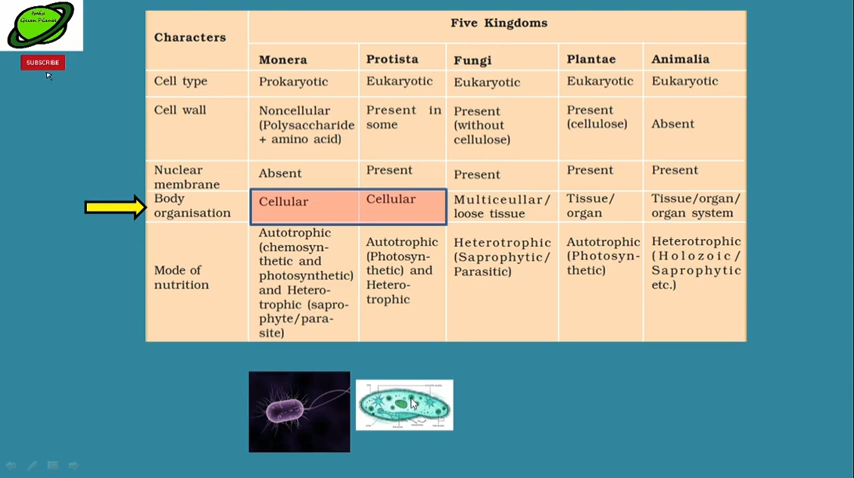 SUBSCRIBE
Five Kingdoms
Characters
Monera Protista Fungi Plantae Animalia
Cell type Prokaryotic Eukaryotic Eukaryotic Eukaryotic Eukaryotic
Cell wall Noncellular Present in Present Present Absent
(Polysaccharide some (without (cellulose)
+ amino acid) cellulose)
Nuclear Absent Present Present Present Present
membrane
Body Cellular Cellular Multiceullar/ Tissue/ Tissue/organ/
organisation loose tissue organ organ system
Mode of Autotrophic Autotrophic Heterotrophic Autotrophic Heterotrophic
nutrition (chemosyn- (Photosyn- (Saprophytic/ (Photosyn- (Holozoic/
thetic and thetic) and Parasitic) thetic) Saprophytic
photosynthetic) Hetero- etc.)
and Hetero- trophic
trophic (sapro-
phyte/para-
site)